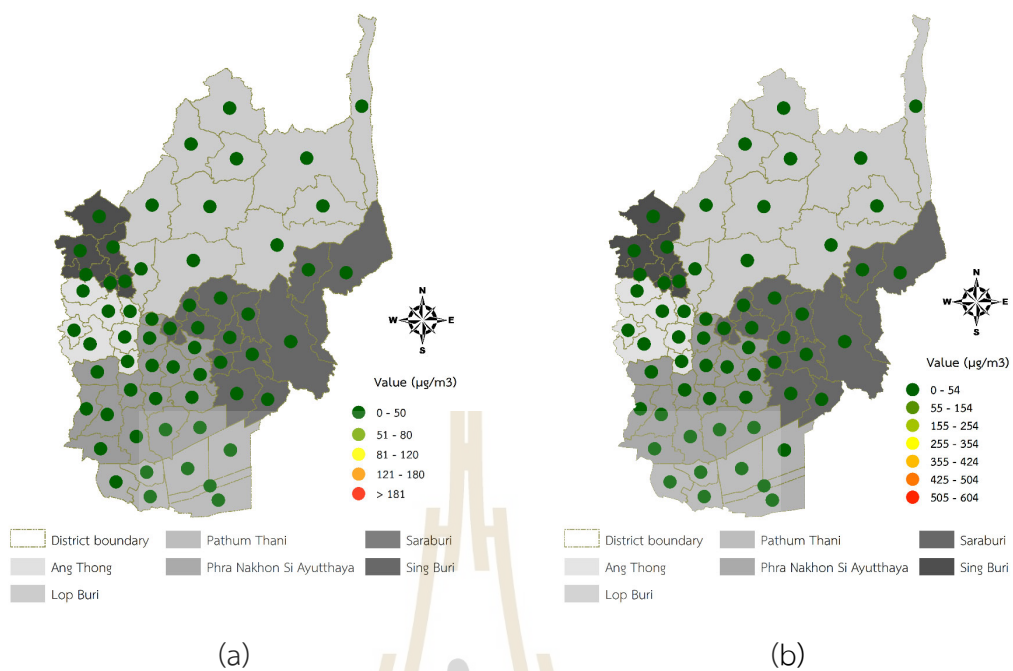 N
W E
S
Value (µg/m3)
0 - 50
51 - 80
81 - 120
121 - 180
> 181
District boundary
Pathum Thani
Saraburi
Ang Thong
Phra Nakhon Si Ayutthaya
Sing Buri
Lop Buri
(a)
N
W E
S
Value (µg/m3)
0 - 54
55 - 154
155 - 254
255 - 354
355 - 424
425 - 504
505 - 604
District boundary
Pathum Thani
Saraburi
Ang Thong
Phra Nakhon Si Ayutthaya
Sing Buri
Lop Buri
(b)